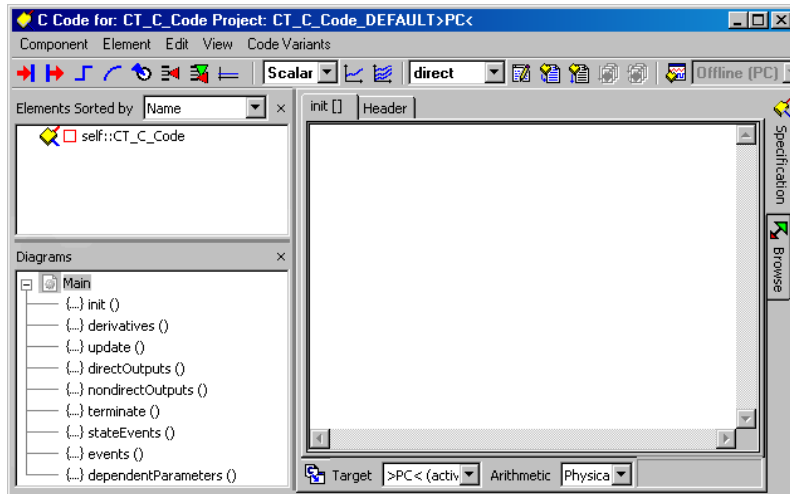 C Code for: CT_C_Code Project: CT_C_Code_DEFAULT>PC<
Component Element Edit View Code Variants
Scalar direct Offline (PC)
Elements Sorted by Name
self::CT_C_Code
Diagrams
Main
{...} init ()
{...} derivatives ()
{...} update ()
{...} directOutputs ()
{...} nondirectOutputs ()
{...} terminate ()
{...} stateEvents ()
{...} events ()
{...} dependentParameters ()
init [] Header
Target >PC< (activ Arithmetic Physica
Specification
Browse